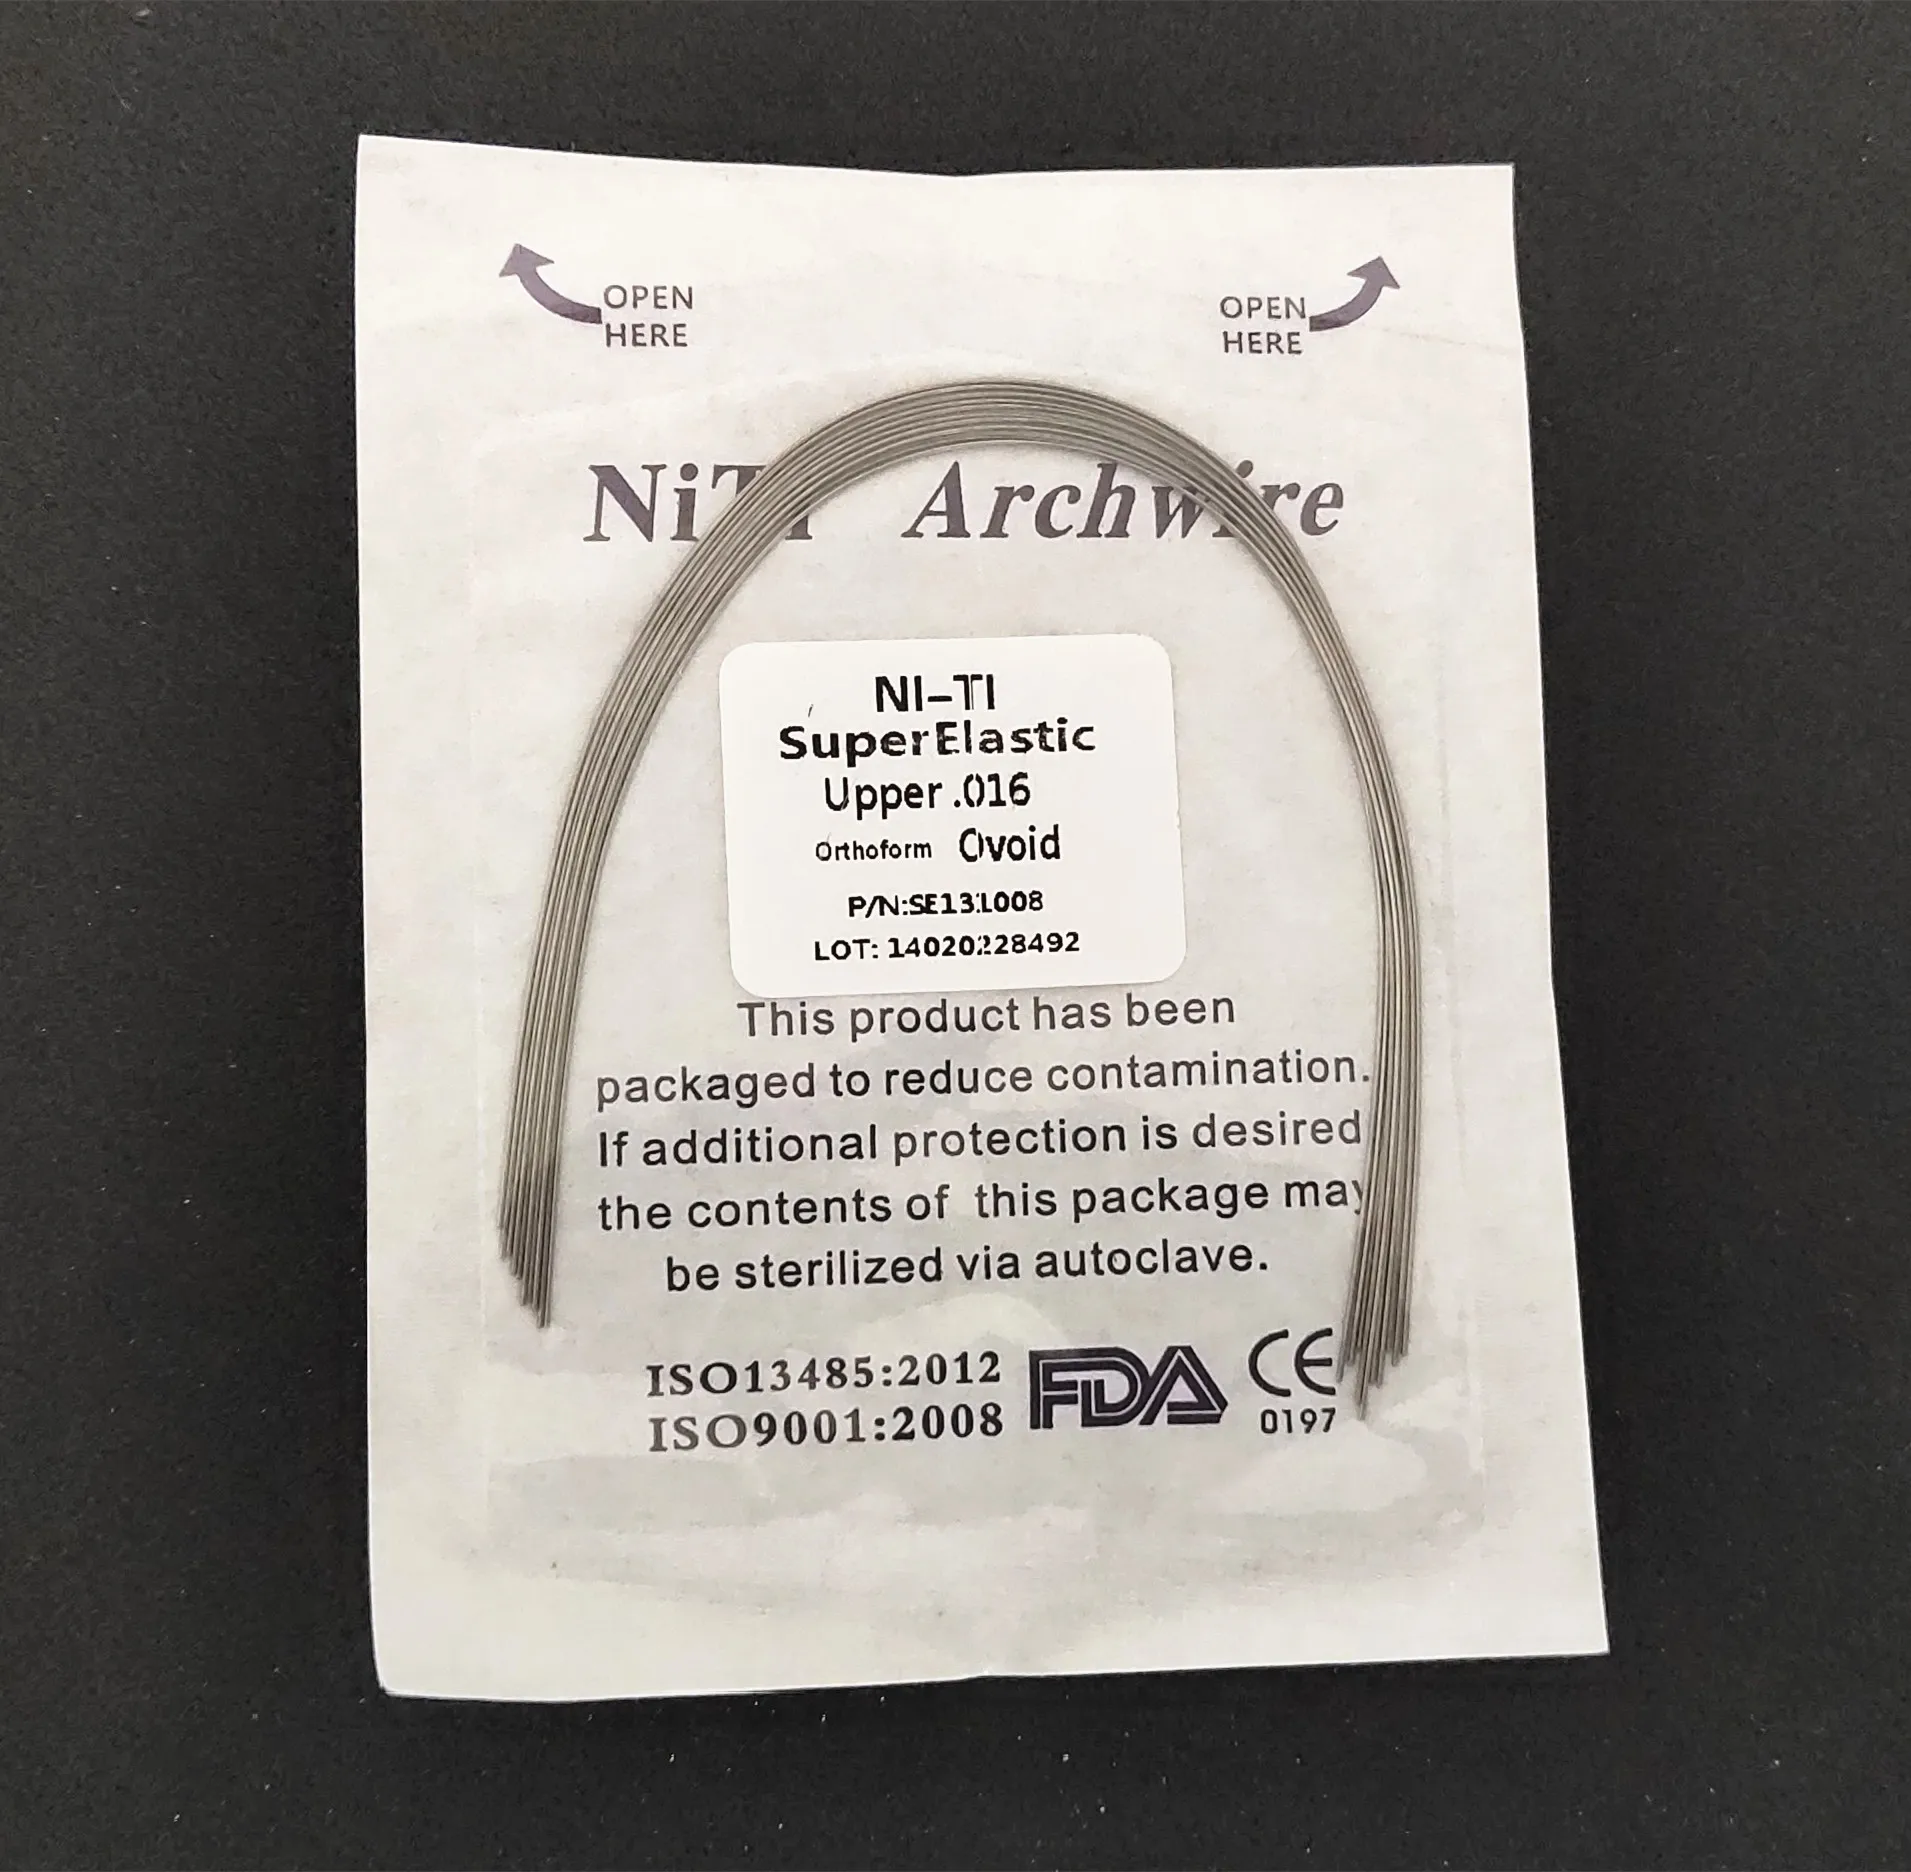 OPEN
HERE
OPEN
HERE
NiTi Archwire
NI-TI
SuperElastic
Upper .016
Orthoform Ovoid
P/N:SE131008
LOT: 14020228492
This product has been
packaged to reduce contamination.
If additional protection is desired
the contents of this package may
be sterilized via autoclave.
ISO13485:2012
ISO9001:2008
FDA
CE
0197